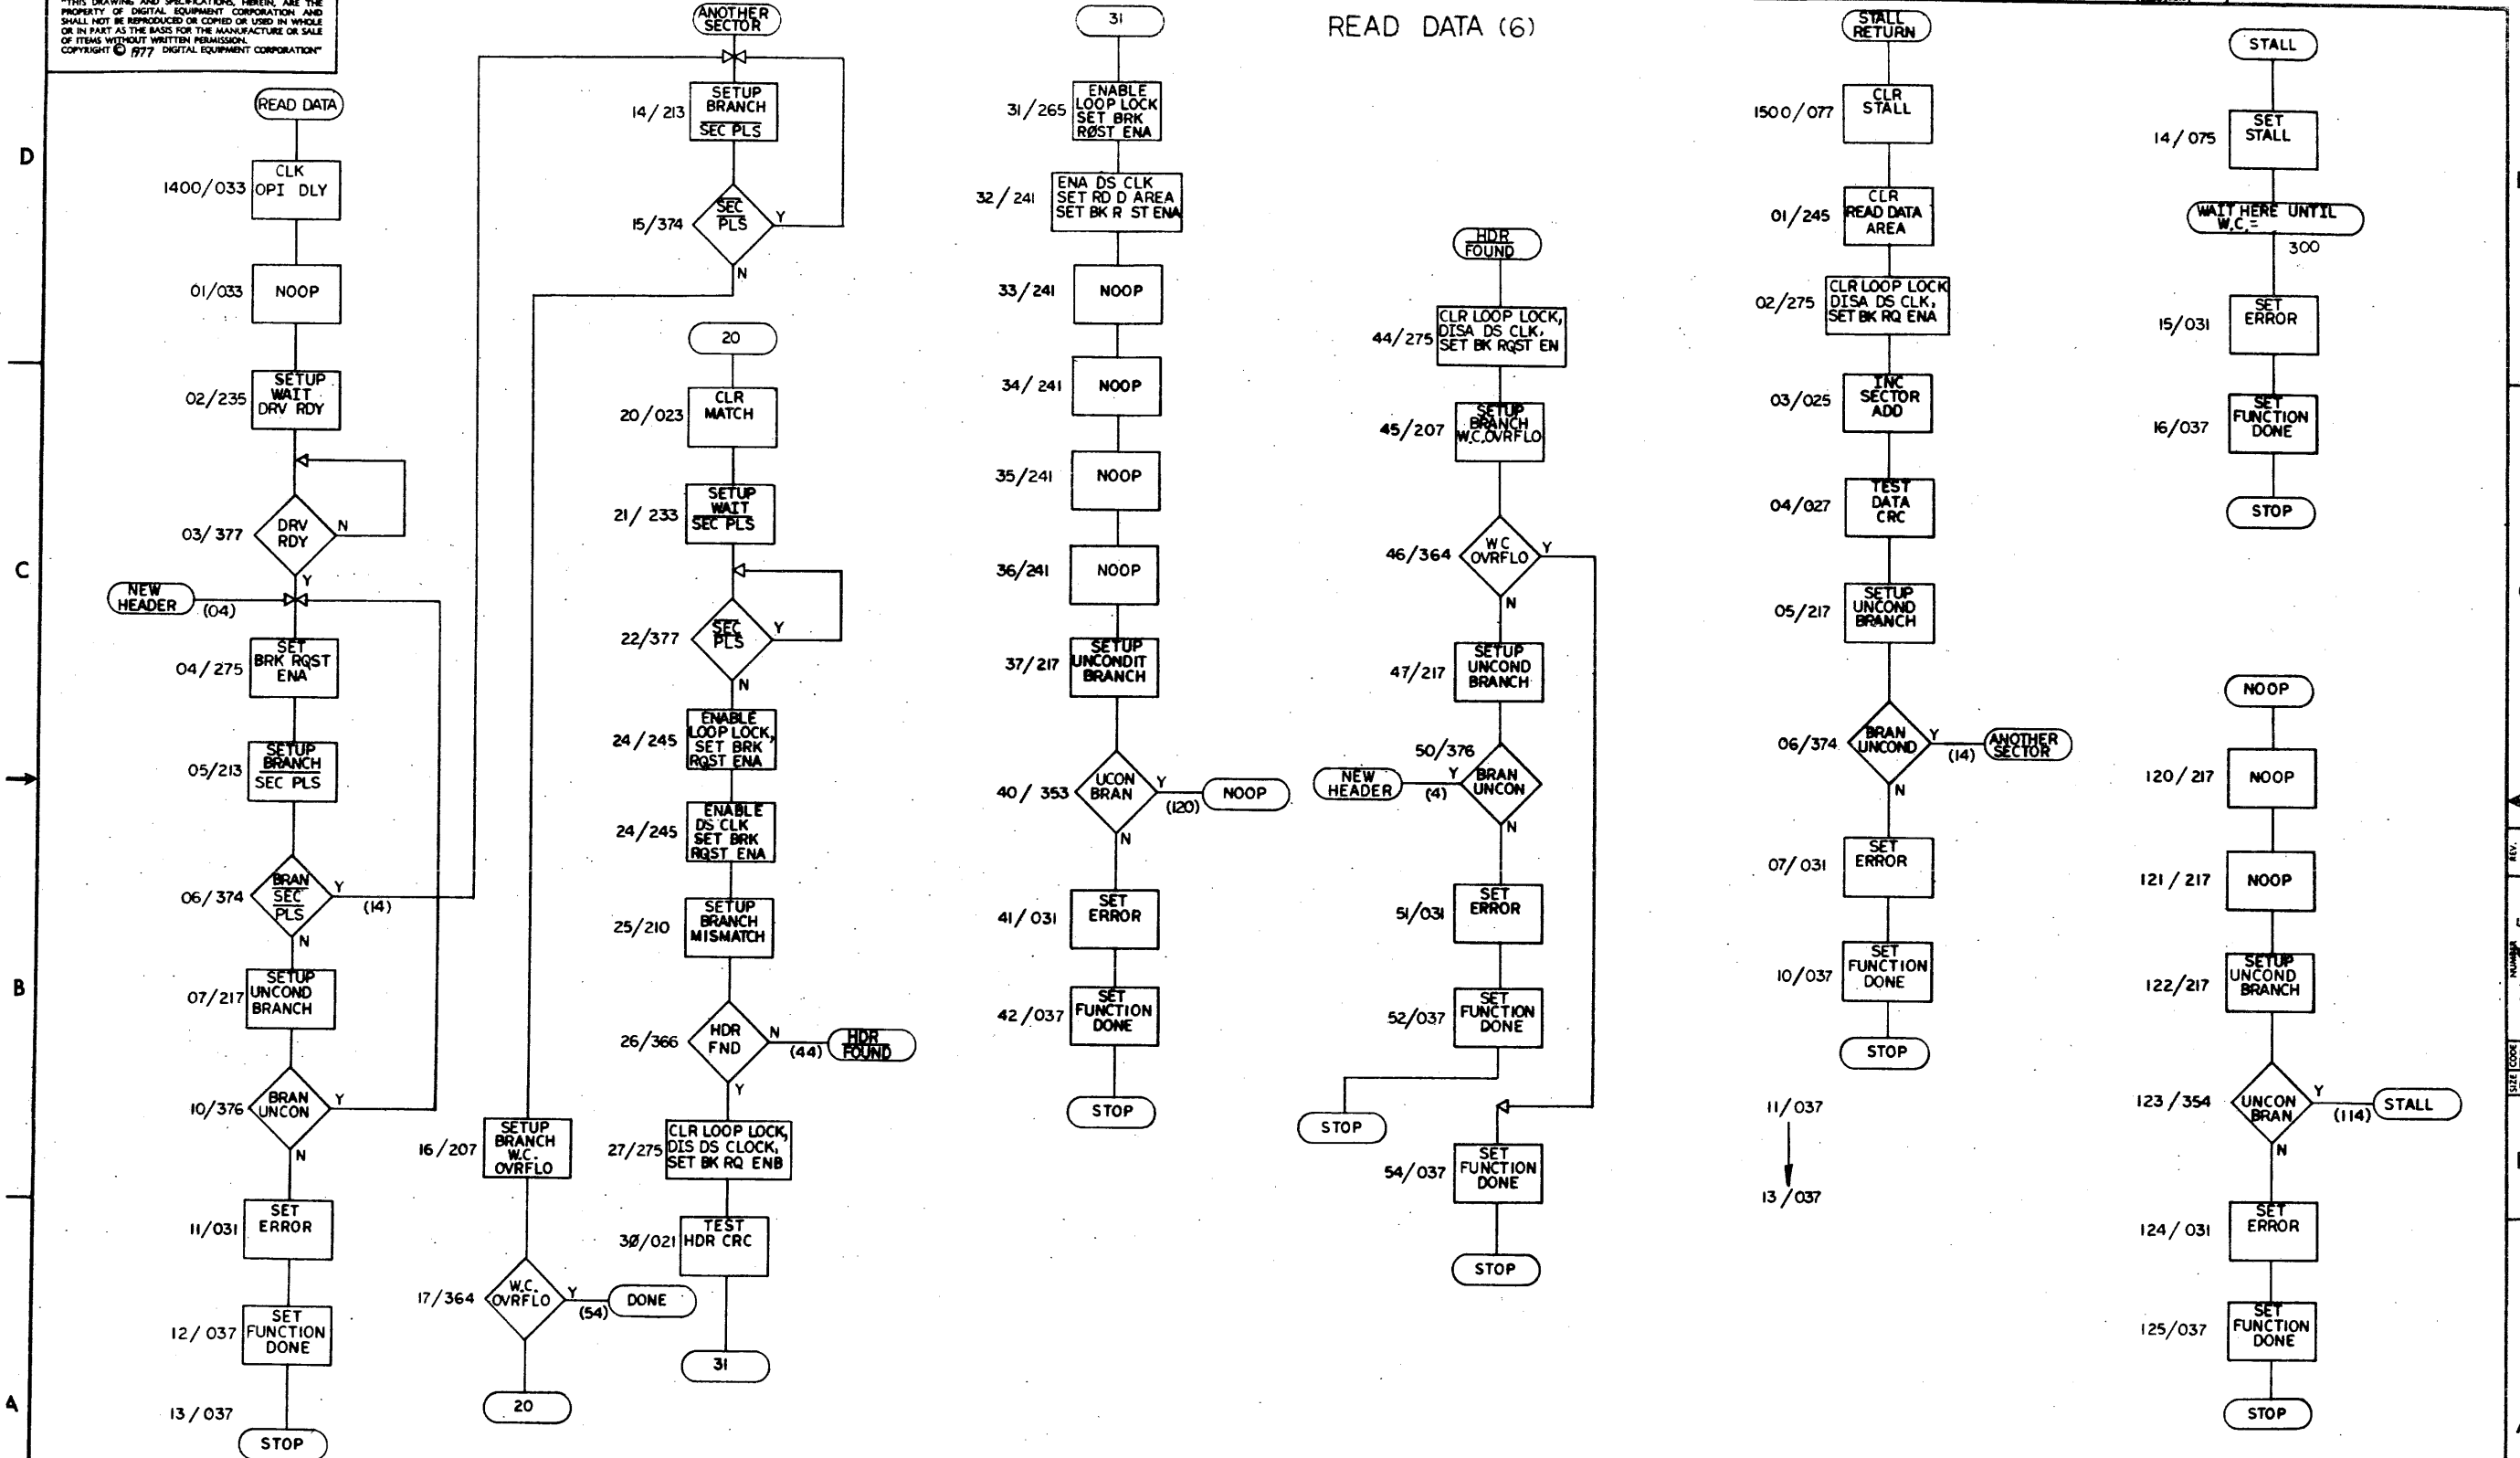 "THIS DRAWING AND SPECIFICATIONS, HEREIN, ARE THE
PROPERTY OF DIGITAL EQUIPMENT CORPORATION AND
SHALL NOT BE REPRODUCED OR COPIED OR USED IN WHOLE
OR IN PART AS THE BASIS FOR THE MANUFACTURE OR SALE
OF ITEMS WITHOUT WRITTEN PERMISSION.
COPYRIGHT © 1977 DIGITAL EQUIPMENT CORPORATION"
READ DATA (6)
D
C
B
A
READ DATA
1400/033
CLK
OPI DLY
01/033
NOOP
02/235
SETUP
WAIT
DRV RDY
03/377
DRV
RDY
N
Y
NEW
HEADER
(04)
04/275
SET
BRK RQST
ENA
05/213
SETUP
BRANCH
SEC PLS
06/374
BRAN
SEC
PLS
Y
(14)
N
07/217
SETUP
UNCOND
BRANCH
10/376
BRAN
UNCON
Y
N
11/031
SET
ERROR
12/037
SET
FUNCTION
DONE
13/037
STOP
ANOTHER
SECTOR
14/213
SETUP
BRANCH
SEC PLS
15/374
SEC
PLS
Y
N
16/207
SETUP
BRANCH
W.C.
OVRFLO
17/364
W.C.
OVRFLO
Y
(54)
DONE
20
20
20/023
CLR
MATCH
21/233
SETUP
WAIT
SEC PLS
22/377
SEC
PLS
Y
N
24/245
ENABLE
LOOP LOCK,
SET BRK
RQST ENA
24/245
ENABLE
DS CLK
SET BRK
RQST ENA
25/210
SETUP
BRANCH
MISMATCH
26/366
HDR
FND
N
(44)
HDR
FOUND
Y
27/275
CLR LOOP LOCK,
DIS DS CLOCK,
SET BK RQ ENB
30/021
TEST
HDR CRC
31
31
31/265
ENABLE
LOOP LOCK
SET BRK
RØST ENA
32/241
ENA DS CLK
SET RD D AREA
SET BK R ST ENA
33/241
NOOP
34/241
NOOP
35/241
NOOP
36/241
NOOP
37/217
SETUP
UNCONDIT
BRANCH
40/353
UCON
BRAN
Y
(120)
NOOP
N
41/031
SET
ERROR
42/037
SET
FUNCTION
DONE
STOP
HDR
FOUND
44/275
CLR LOOP LOCK,
DISA DS CLK,
SET BK RQST EN
45/207
SETUP
BRANCH
W.C.OVRFLO
46/364
W C
OVRFLO
Y
N
47/217
SETUP
UNCOND
BRANCH
50/376
BRAN
UNCON
Y
(4)
NEW
HEADER
N
51/031
SET
ERROR
52/037
SET
FUNCTION
DONE
STOP
54/037
SET
FUNCTION
DONE
STOP
STALL
RETURN
1500/077
CLR
STALL
01/245
CLR
READ DATA
AREA
02/275
CLR LOOP LOCK
DISA DS CLK,
SET BK RQ ENA
03/025
INC
SECTOR
ADD
04/027
TEST
DATA
CRC
05/217
SETUP
UNCOND
BRANCH
06/374
BRAN
UNCOND
Y
(14)
ANOTHER
SECTOR
N
07/031
SET
ERROR
10/037
SET
FUNCTION
DONE
STOP
11/037
13/037
STALL
14/075
SET
STALL
WAIT HERE UNTIL
W.C.=
300
15/031
SET
ERROR
16/037
SET
FUNCTION
DONE
STOP
NOOP
120/217
NOOP
121/217
NOOP
122/217
SETUP
UNCOND
BRANCH
123/354
UNCON
BRAN
Y
(114)
STALL
N
124/031
SET
ERROR
125/037
SET
FUNCTION
DONE
STOP
REV.
NUMBER
SIZE CODE